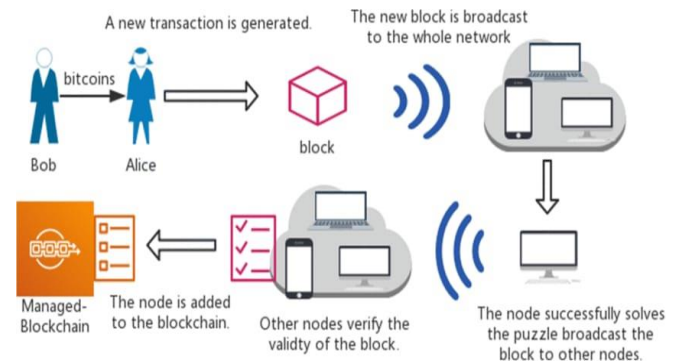 A new transaction is generated.
The new block is broadcast
to the whole network
bitcoins
Bob
Alice
block
The node successfully solves
the puzzle broadcast the
block to other nodes.
Other nodes verify the
validty of the block.
The node is added
to the blockchain.
Managed-
Blockchain